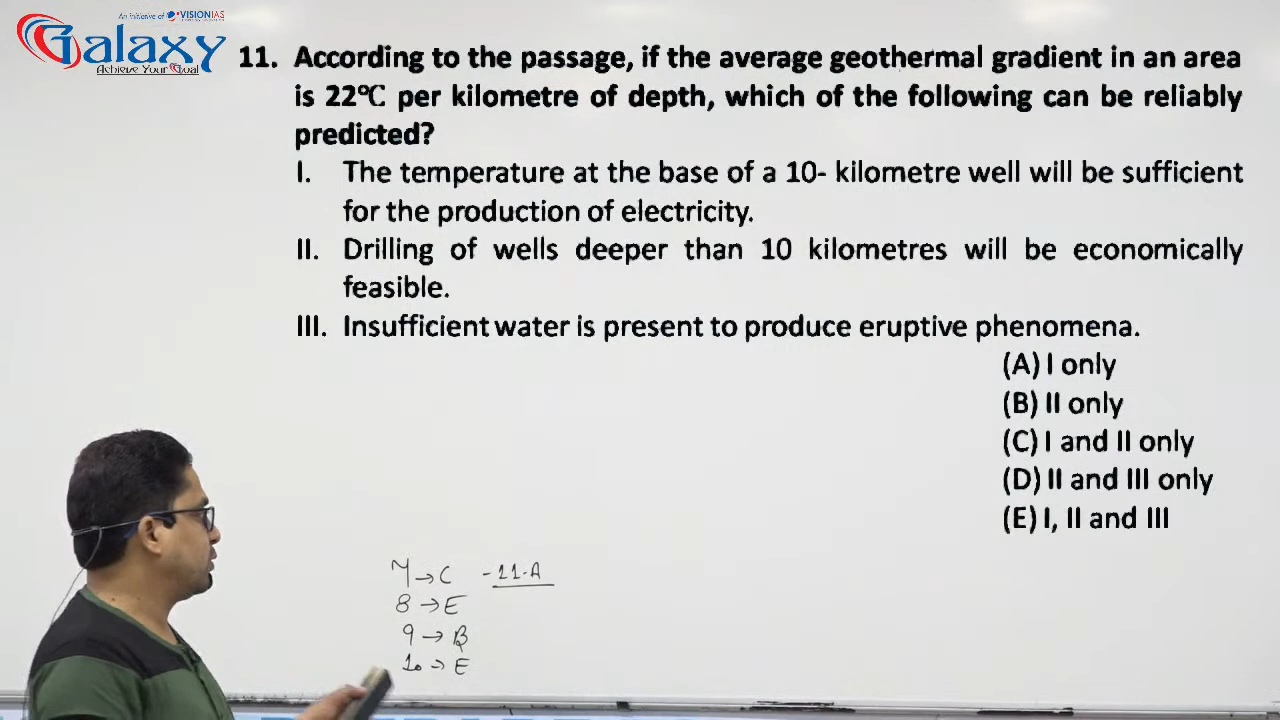 An initiative of VISIONIAS
Galaxy
Achieve Your Goal
11. According to the passage, if the average geothermal gradient in an area
is 22℃ per kilometre of depth, which of the following can be reliably
predicted?
I. The temperature at the base of a 10- kilometre well will be sufficient
for the production of electricity.
II. Drilling of wells deeper than 10 kilometres will be economically
feasible.
III. Insufficient water is present to produce eruptive phenomena.
(A) I only
(B) II only
(C) I and II only
(D) II and III only
(E) I, II and III
7→C -11-A
8→E
9→B
10→E